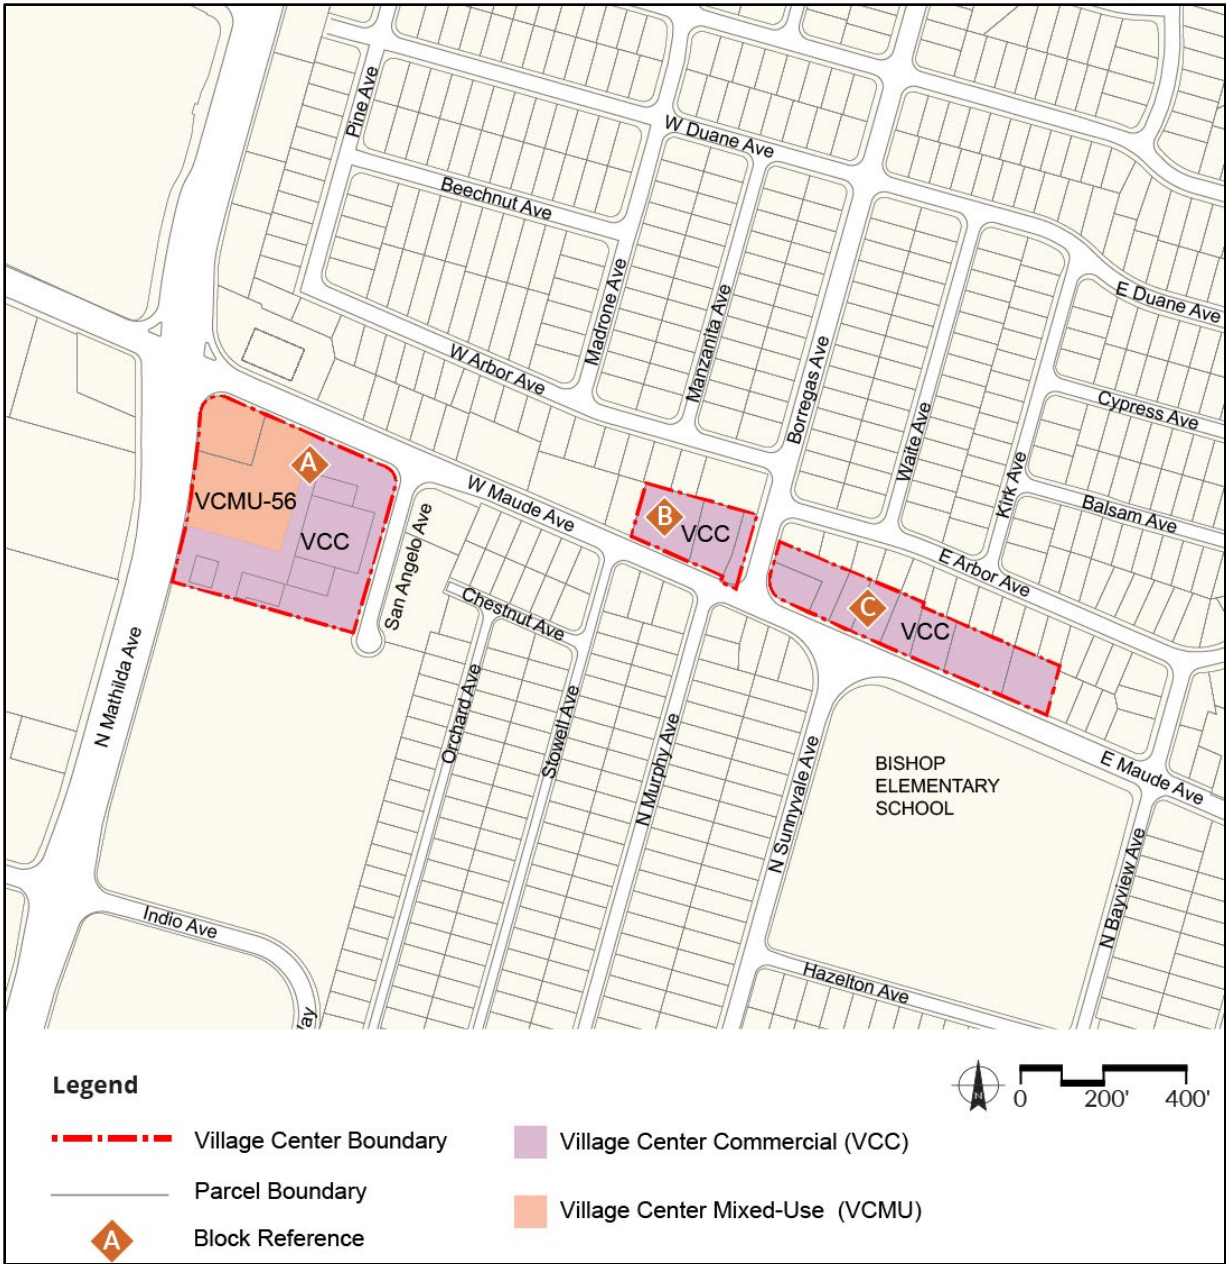 Pine Ave
W Duane Ave
Beechnut Ave
E Duane Ave
Madrone Ave
Manzanita Ave
W Arbor Ave
Borregas Ave
Cypress Ave
Waite Ave
Kirk Ave
Balsam Ave
A
VCMU-56
VCC
W Maude Ave
B
VCC
San Angelo Ave
E Arbor Ave
Chestnut Ave
C
VCC
N Mathilda Ave
Orchard Ave
Stowell Ave
N Murphy Ave
N Sunnyvale Ave
BISHOP
ELEMENTARY
SCHOOL
E Maude Ave
N Bayview Ave
Indio Ave
Hazelton Ave
Legend
N
0 200' 400'
Village Center Boundary
Village Center Commercial (VCC)
Parcel Boundary
Village Center Mixed-Use (VCMU)
A
Block Reference